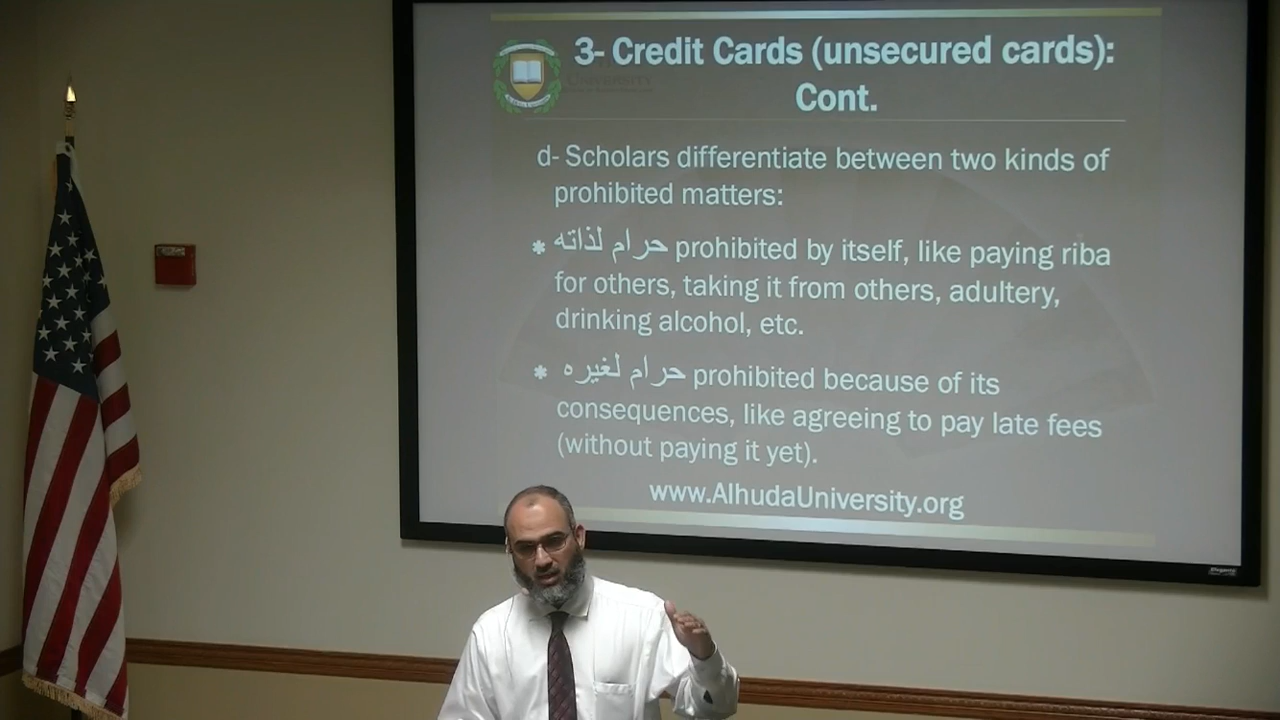 3- Credit Cards (unsecured cards):
Cont.
d- Scholars differentiate between two kinds of
prohibited matters:
* حرام لذاته prohibited by itself, like paying riba
for others, taking it from others, adultery,
drinking alcohol, etc.
* حرام لغيره prohibited because of its
consequences, like agreeing to pay late fees
(without paying it yet).
www.AlhudaUniversity.org